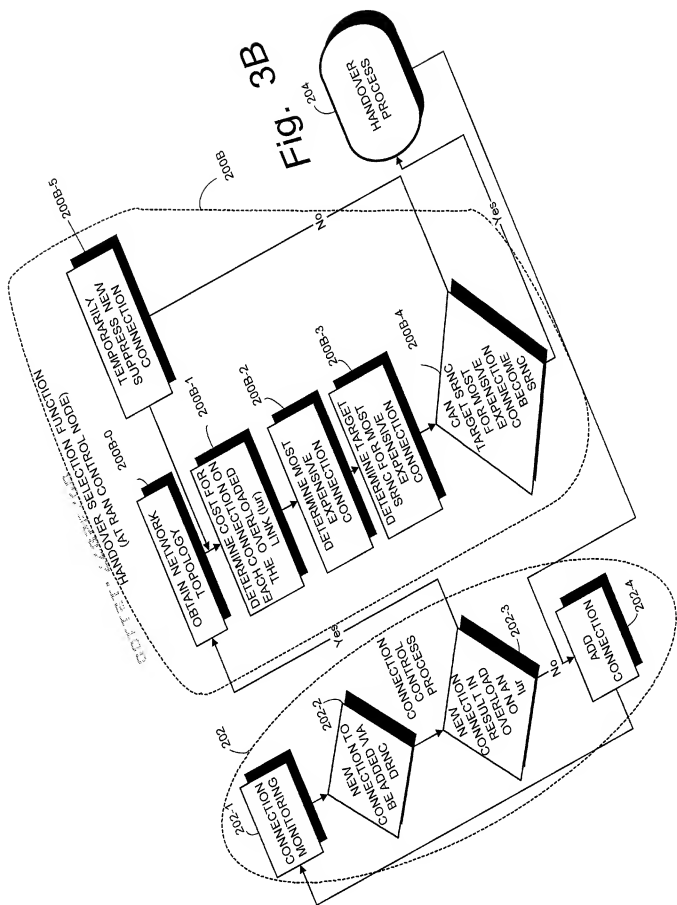 Fig. 3B
HANDOVER SELECTION FUNCTION
(AT RAN CONTROL NODE)
200B
202
202-1
CONNECTION
MONITORING
202-2
NEW
CONNECTION TO
BE ADDED VIA
DRNC
CONNECTION
CONTROL
PROCESS
202-3
NEW
CONNECTION
RESULT IN
OVERLOAD
ON AN
Iur
Yes
No
202-4
ADD
CONNECTION
200B-0
OBTAIN NETWORK
TOPOLOGY
200B-1
DETERMINE COST FOR
EACH CONNECTION ON
THE OVERLOADED
LINK (Iur)
200B-2
DETERMINE MOST
EXPENSIVE
CONNECTION
200B-3
DETERMINE TARGET
SRNC FOR MOST
EXPENSIVE
CONNECTION
200B-4
CAN SRNC
TARGET SRNC
FOR MOST
EXPENSIVE
CONNECTION
BECOME
SRNC
No
Yes
200B-5
TEMPORARILY
SUPPRESS NEW
CONNECTION
204
HANDOVER
PROCESS